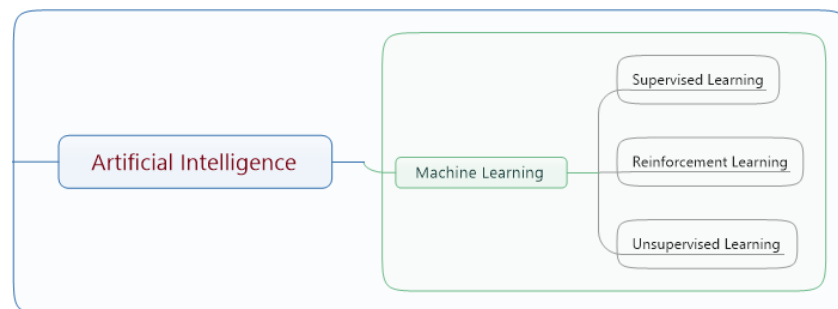 Artificial Intelligence
Machine Learning
Supervised Learning
Reinforcement Learning
Unsupervised Learning